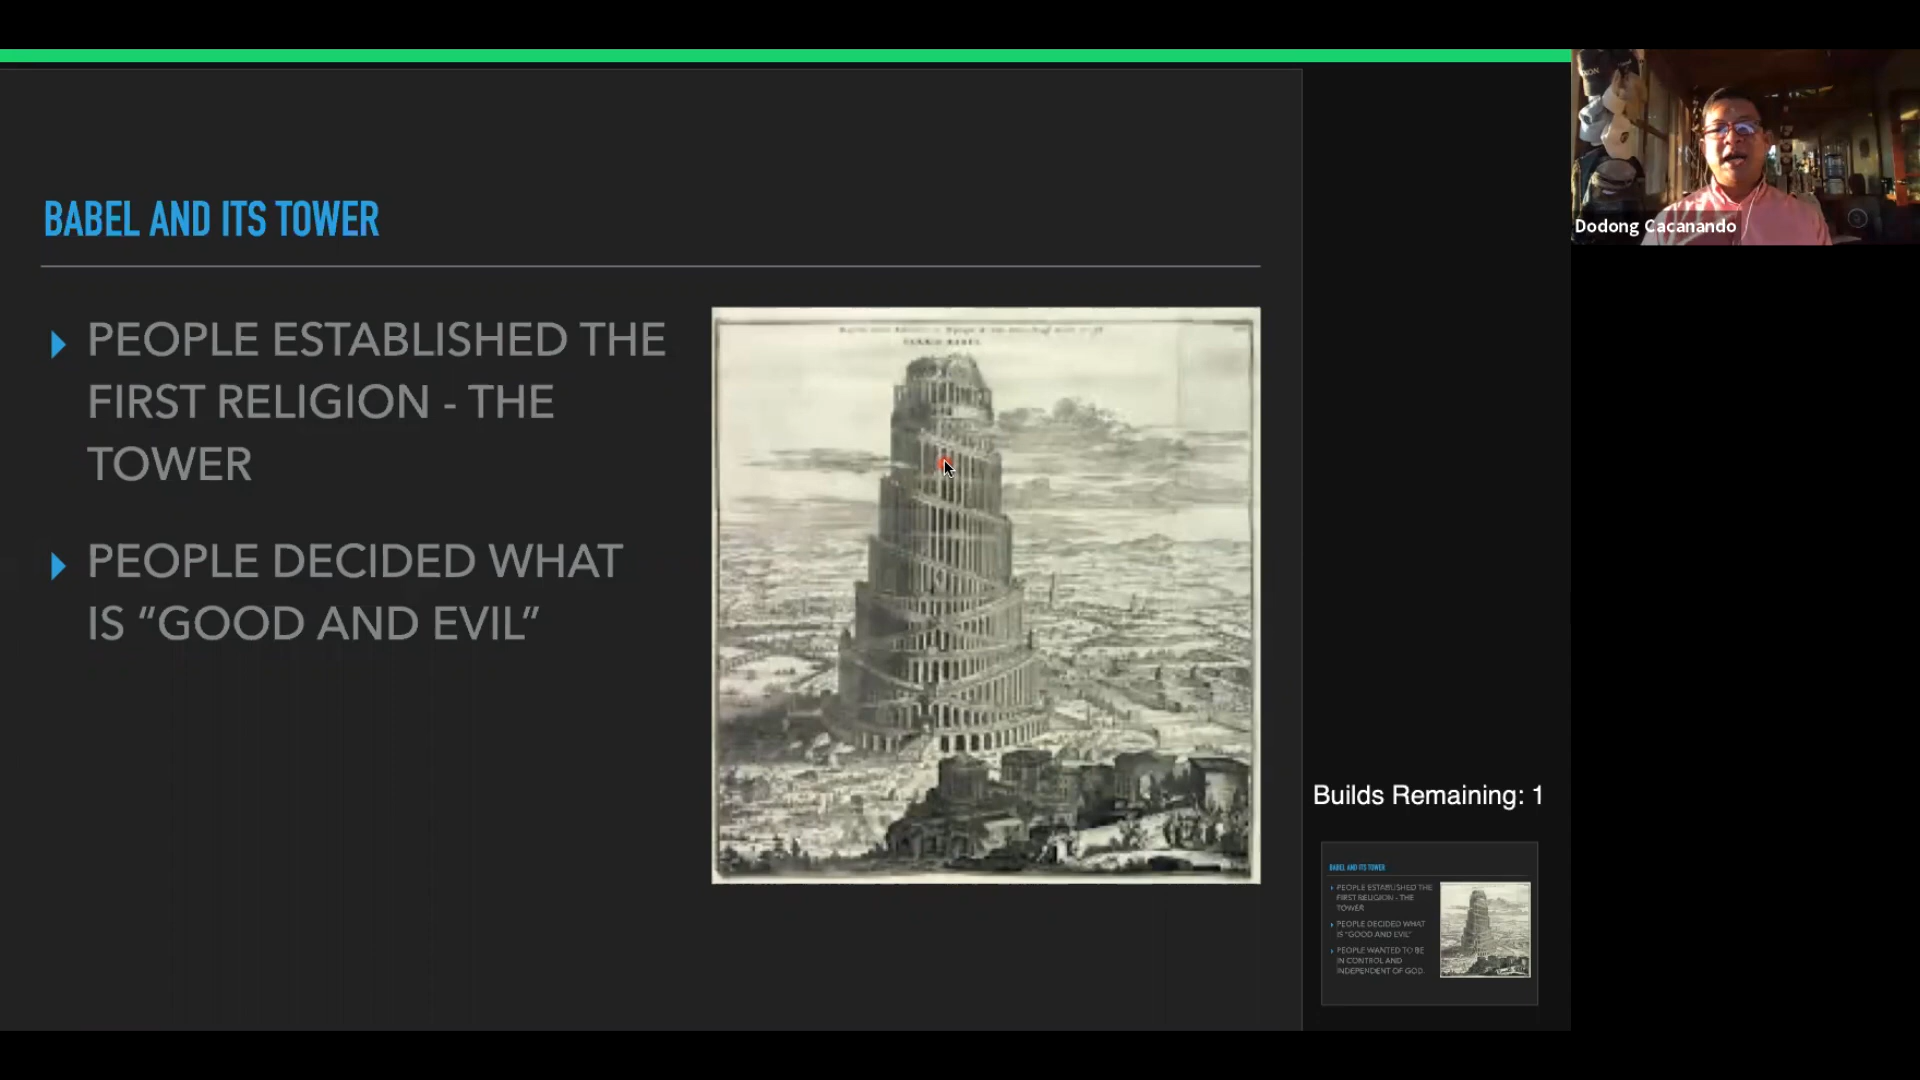 BABEL AND ITS TOWER
PEOPLE ESTABLISHED THE
FIRST RELIGION - THE
TOWER
PEOPLE DECIDED WHAT
IS “GOOD AND EVIL”
TURRIS BABEL
Dodong Cacanando
Builds Remaining: 1
BABEL AND ITS TOWER
PEOPLE ESTABLISHED THE
FIRST RELIGION - THE
TOWER
PEOPLE DECIDED WHAT
IS “GOOD AND EVIL”
PEOPLE WANTED TO BE
IN CONTROL AND
INDEPENDENT OF GOD.